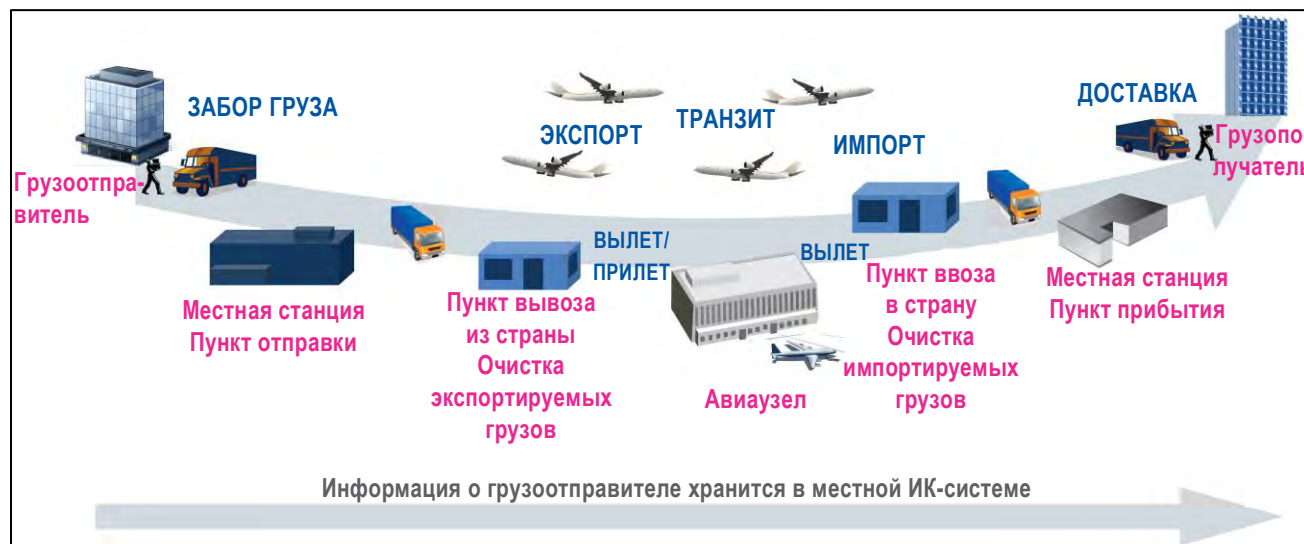 ЗАБОР ГРУЗА
ЭКСПОРТ
ТРАНЗИТ
ИМПОРТ
ДОСТАВКА
Грузоотпра-
витель
Грузопо-
лучатель
Местная станция
Пункт отправки
Пункт вывоза
из страны
Очистка
экспортируемых
грузов
ВЫЛЕТ/
ПРИЛЕТ
Авиаузел
ВЫЛЕТ
Пункт ввоза
в страну
Очистка
импортируемых
грузов
Местная станция
Пункт прибытия
Информация о грузоотправителе хранится в местной ИК-системе